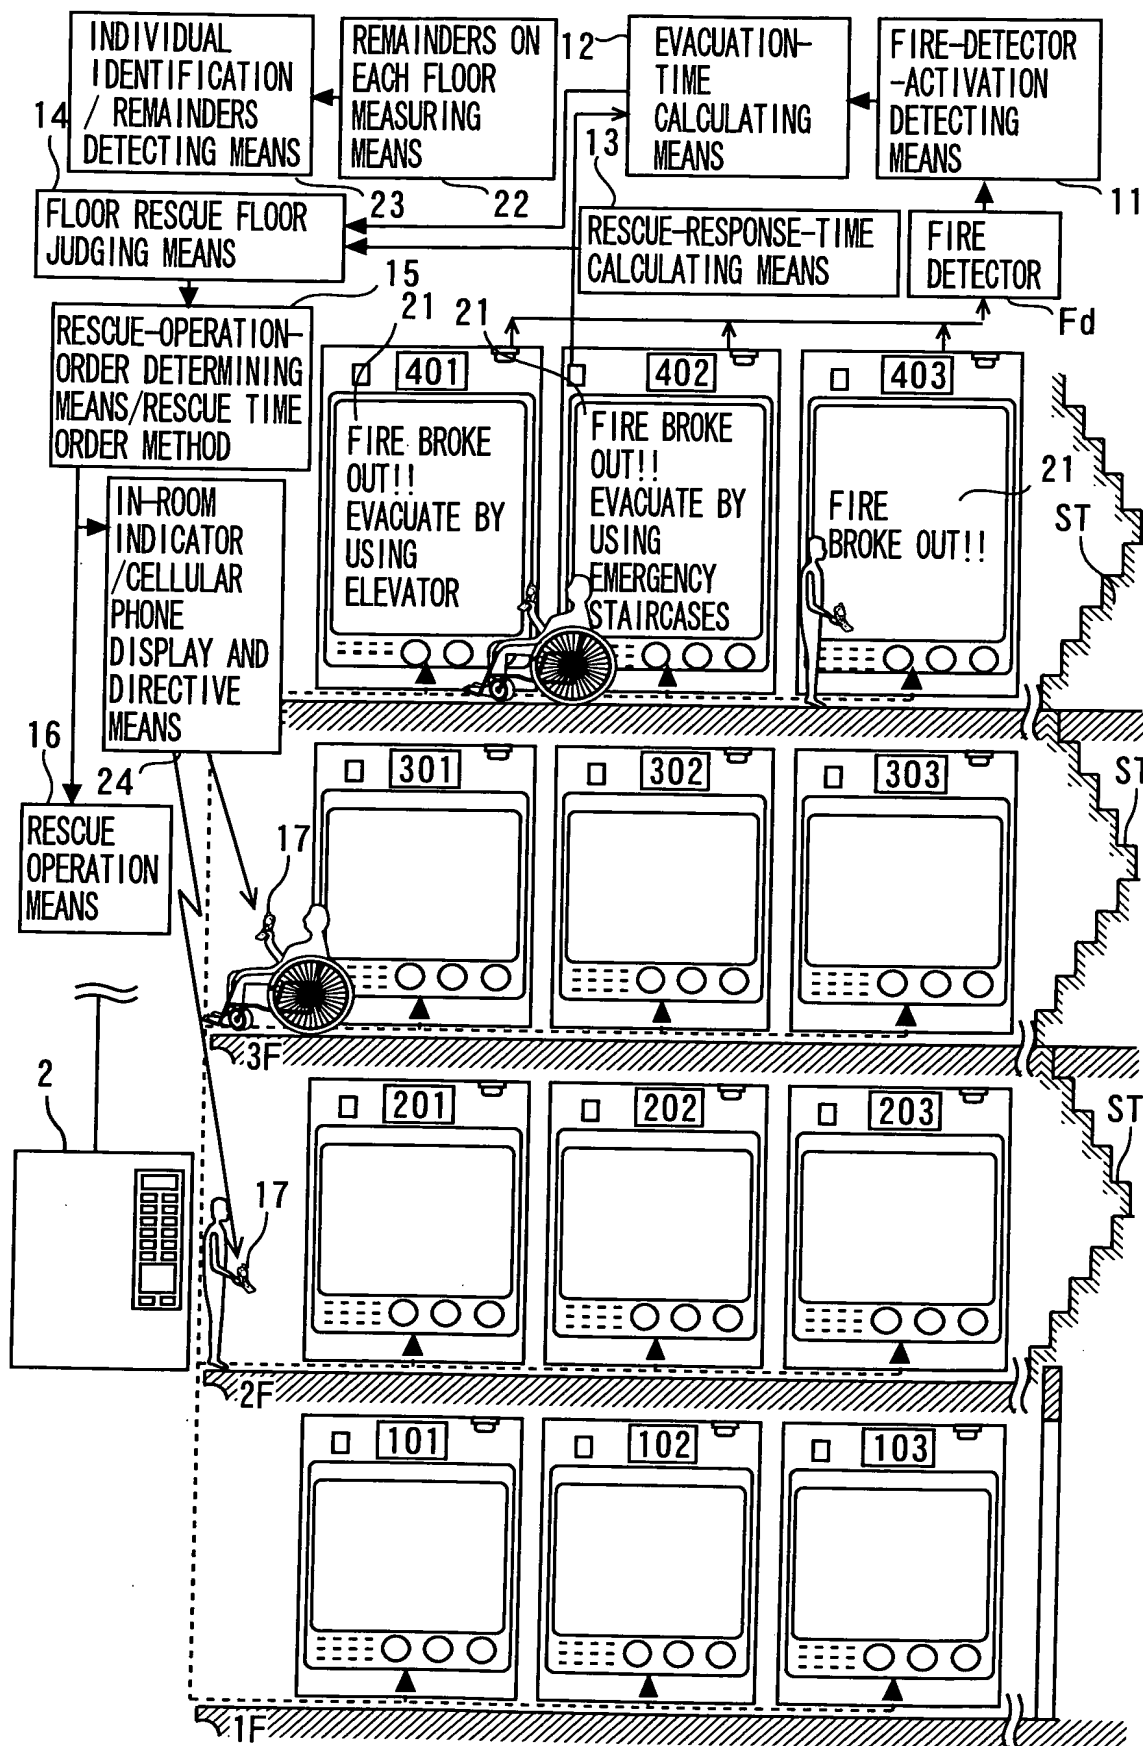 INDIVIDUAL
IDENTIFICATION
/ REMAINDERS
DETECTING MEANS
23
REMAINDERS ON
EACH FLOOR
MEASURING
MEANS
22
12
EVACUATION-
TIME
CALCULATING
MEANS
FIRE-DETECTOR
-ACTIVATION
DETECTING
MEANS
11
14
FLOOR RESCUE FLOOR
JUDGING MEANS
13
RESCUE-RESPONSE-TIME
CALCULATING MEANS
FIRE
DETECTOR
Fd
15
RESCUE-OPERATION-
ORDER DETERMINING
MEANS/RESCUE TIME
ORDER METHOD
21
401
FIRE BROKE
OUT!!
EVACUATE BY
USING
ELEVATOR
21
402
FIRE BROKE
OUT!!
EVACUATE BY
USING
EMERGENCY
STAIRCASES
403
FIRE
BROKE OUT!!
21
ST
IN-ROOM
INDICATOR
/CELLULAR
PHONE
DISPLAY AND
DIRECTIVE
MEANS
24
16
RESCUE
OPERATION
MEANS
17
301
302
303
ST
3F
2
17
201
202
203
ST
2F
101
102
103
1F